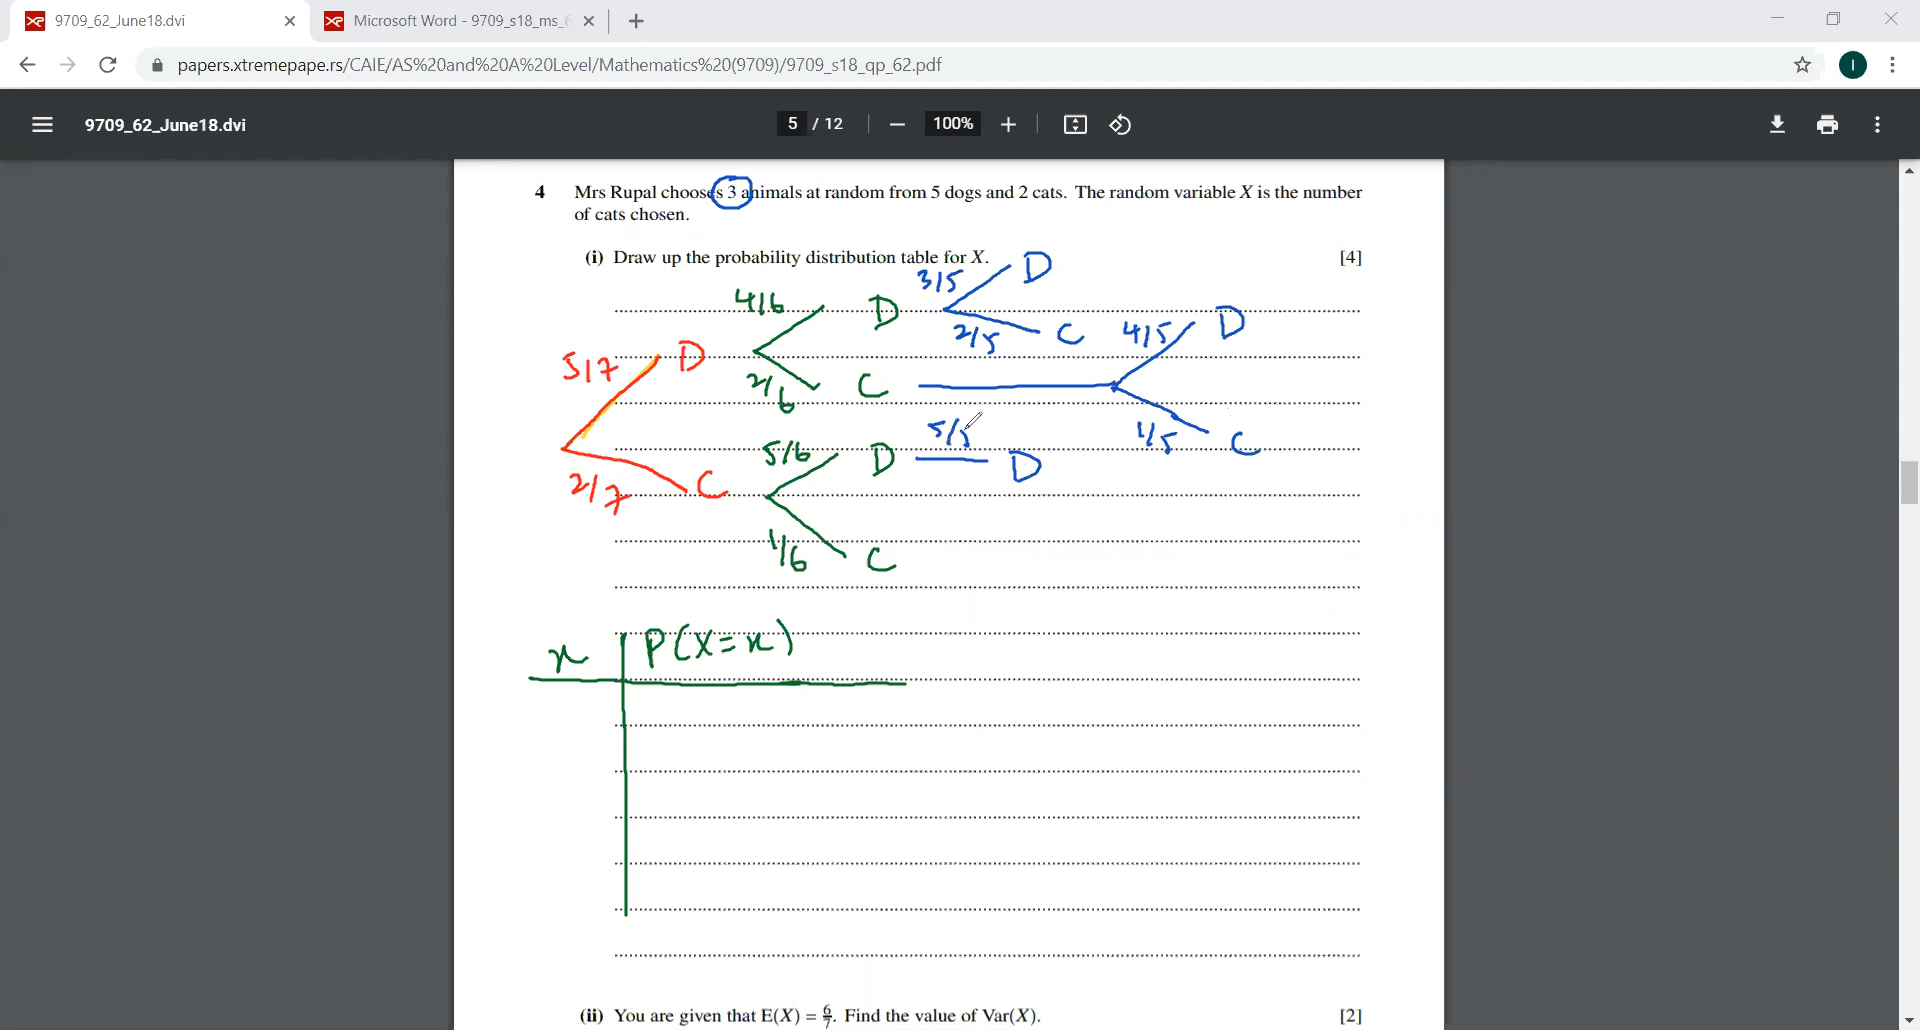 9709_62_June18.dvi
Microsoft Word - 9709_s18_ms_6
papers.xtremepape.rs/CAIE/AS%20and%20A%20Level/Mathematics%20(9709)/9709_s18_qp_62.pdf
I
9709_62_June18.dvi
5 / 12
100%
4 Mrs Rupal chooses 3 animals at random from 5 dogs and 2 cats. The random variable X is the number
of cats chosen.
(i) Draw up the probability distribution table for X. [4]
3/5 D
4/6 D
2/5 C
4/5 D
5/7 D
2/6 C
5/5
1/5 C
5/6 D D
2/7 C
1/6 C
x P(X=x)
(ii) You are given that E(X) = 6/7. Find the value of Var(X). [2]